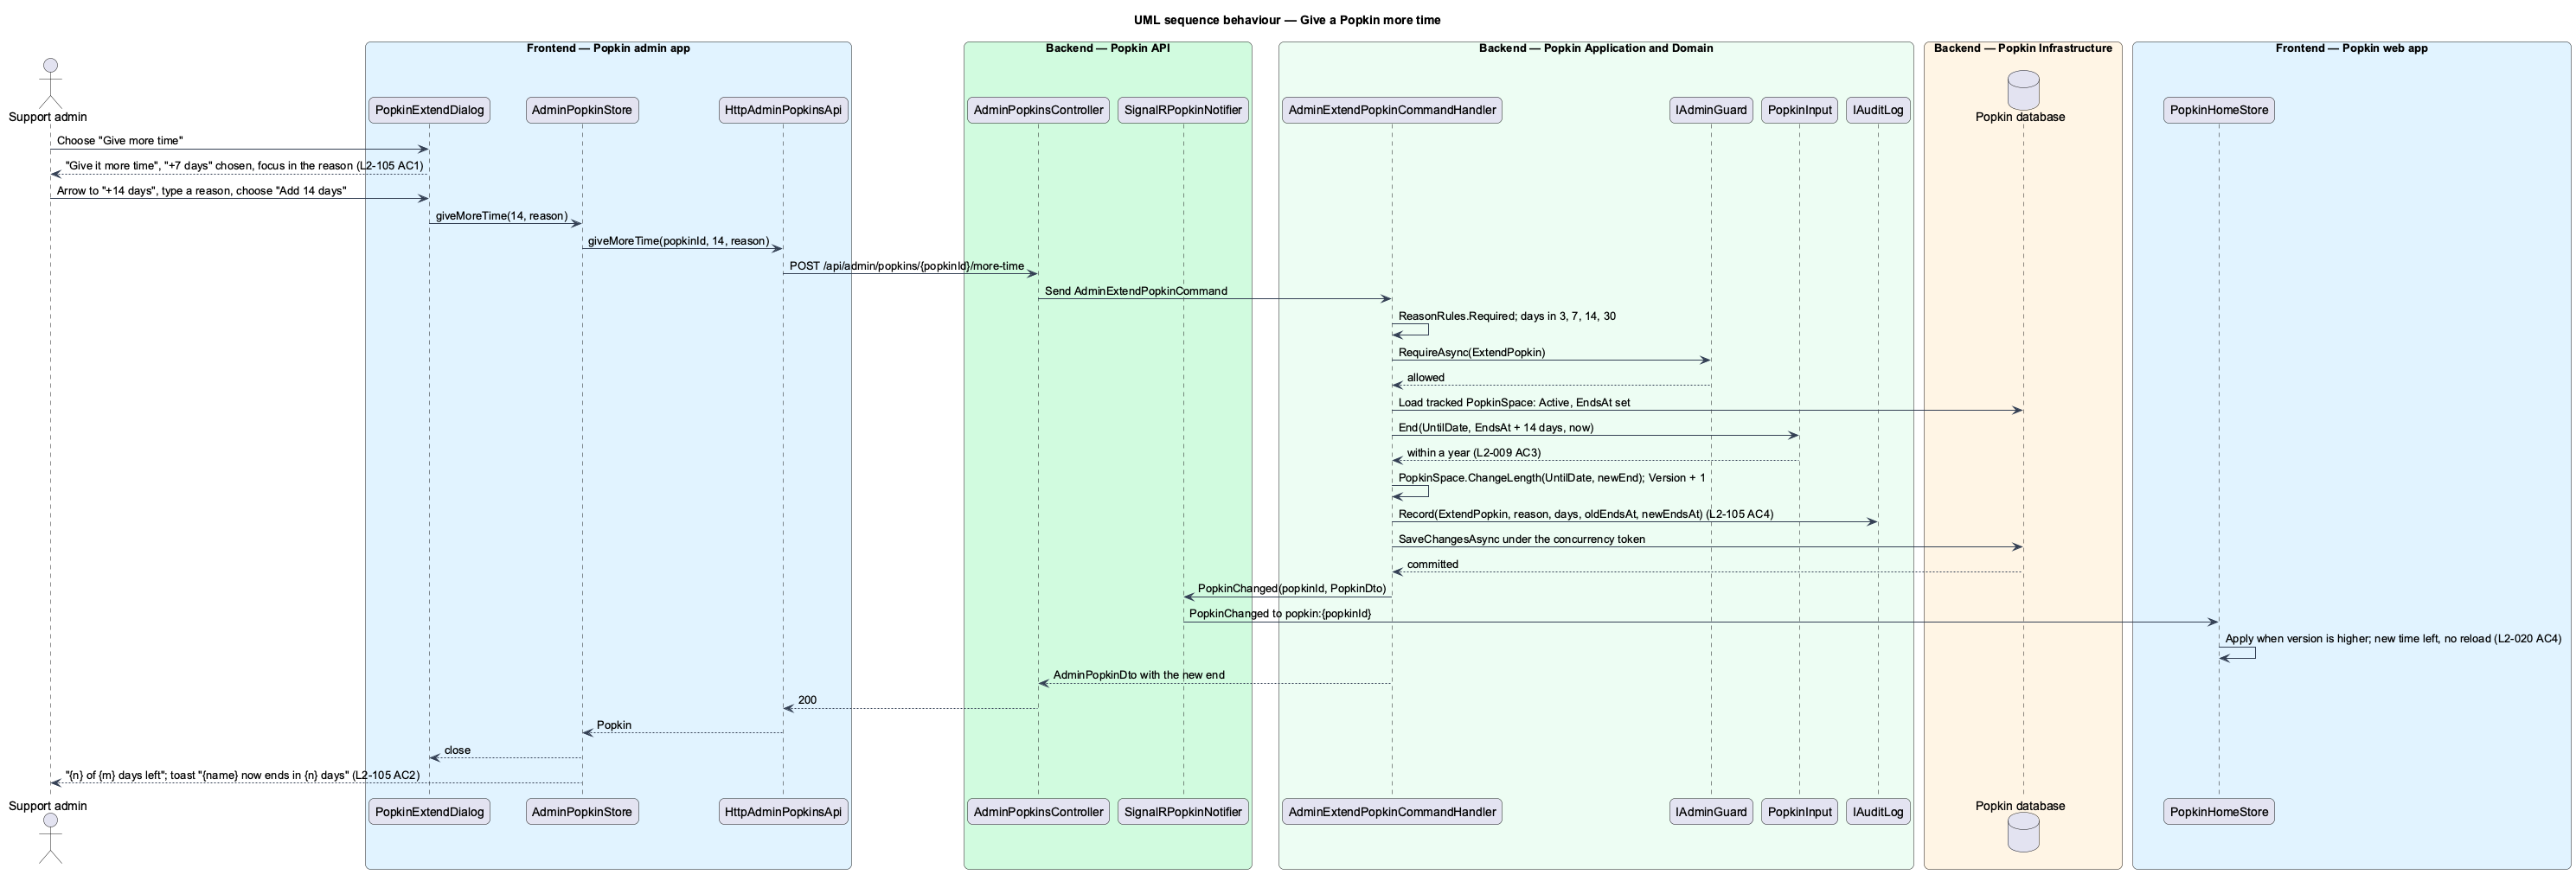 UML sequence behaviour — Give a Popkin more time
Frontend — Popkin admin app
Backend — Popkin API
Backend — Popkin Application and Domain
Backend — Popkin Infrastructure
Frontend — Popkin web app
Support admin
PopkinExtendDialog
AdminPopkinStore
HttpAdminPopkinsApi
AdminPopkinsController
SignalRPopkinNotifier
AdminExtendPopkinCommandHandler
IAdminGuard
PopkinInput
IAuditLog
Popkin database
PopkinHomeStore
Choose "Give more time"
"Give it more time", "+7 days" chosen, focus in the reason (L2-105 AC1)
Arrow to "+14 days", type a reason, choose "Add 14 days"
giveMoreTime(14, reason)
giveMoreTime(popkinId, 14, reason)
POST /api/admin/popkins/{popkinId}/more-time
Send AdminExtendPopkinCommand
ReasonRules.Required; days in 3, 7, 14, 30
RequireAsync(ExtendPopkin)
allowed
Load tracked PopkinSpace: Active, EndsAt set
End(UntilDate, EndsAt + 14 days, now)
within a year (L2-009 AC3)
PopkinSpace.ChangeLength(UntilDate, newEnd); Version + 1
Record(ExtendPopkin, reason, days, oldEndsAt, newEndsAt) (L2-105 AC4)
SaveChangesAsync under the concurrency token
committed
PopkinChanged(popkinId, PopkinDto)
PopkinChanged to popkin:{popkinId}
Apply when version is higher; new time left, no reload (L2-020 AC4)
AdminPopkinDto with the new end
200
Popkin
close
"{n} of {m} days left"; toast "{name} now ends in {n} days" (L2-105 AC2)
Support admin
PopkinExtendDialog
AdminPopkinStore
HttpAdminPopkinsApi
AdminPopkinsController
SignalRPopkinNotifier
AdminExtendPopkinCommandHandler
IAdminGuard
PopkinInput
IAuditLog
Popkin database
PopkinHomeStore